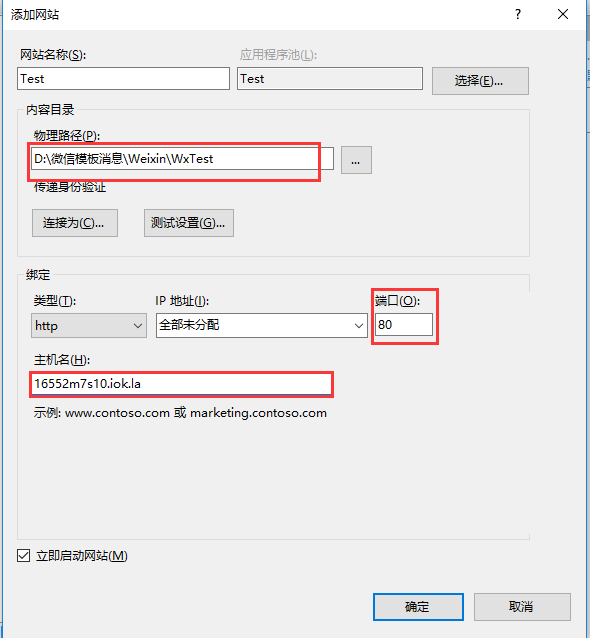 添加网站
?
网站名称(S):
应用程序池(L):
Test
Test
选择(E)...
内容目录
物理路径(P):
D:\微信模板消息\Weixin\WxTest
...
传递身份验证
连接为(C)...
测试设置(G)...
绑定
类型(T):
IP 地址(I):
端口(O):
http
全部未分配
80
主机名(H):
16552m7s10.iok.la
示例: www.contoso.com 或 marketing.contoso.com
立即启动网站(M)
确定
取消